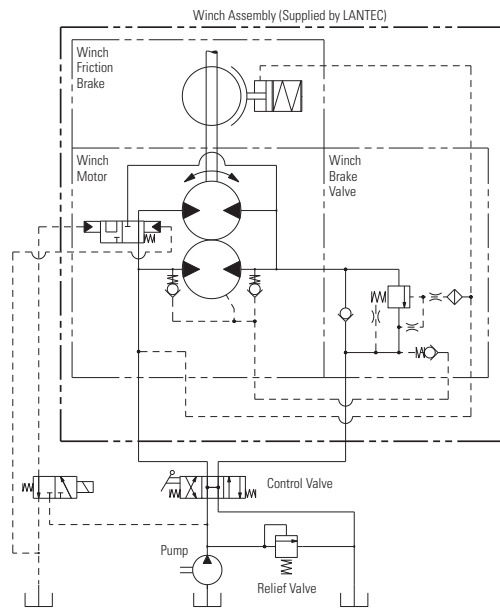 Winch Assembly (Supplied by LANTEC)
Winch
Friction
Brake
Winch
Motor
Winch
Brake
Valve
Control Valve
Pump
Relief Valve